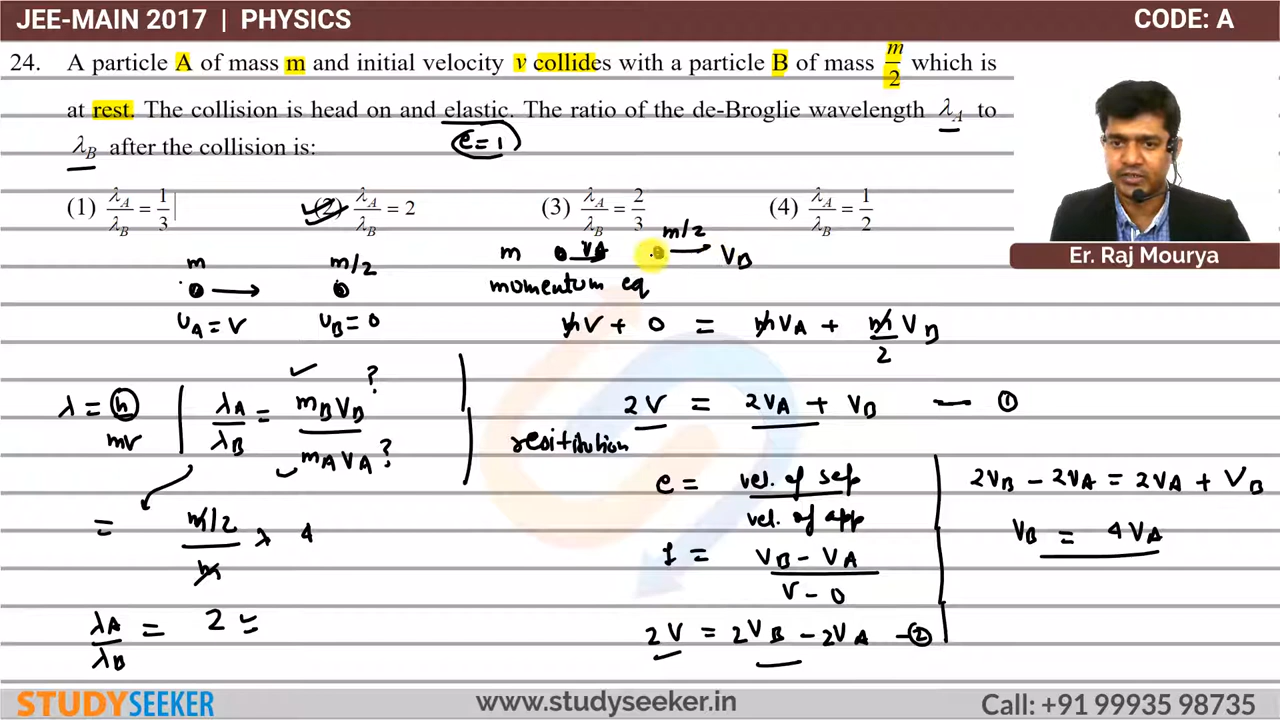 JEE-MAIN 2017 | PHYSICS
CODE: A
24. A particle A of mass m and initial velocity v collides with a particle B of mass m/2 which is
at rest. The collision is head on and elastic. The ratio of the de-Broglie wavelength λA to
λB after the collision is:
e=1
(1) λA/λB = 1/3 (2) λA/λB = 2 (3) λA/λB = 2/3 (4) λA/λB = 1/2
Er. Raj Mourya
m m/2
uA = v uB = 0
m VA m/2 VB
momentum eq
mv + 0 = mVA + m/2 VB
λ = h/mv
λA/λB = mBVB/mAVA ? ?
= m/2/m × 4
λA/λB = 2
2V = 2VA + VB — ①
resitibution
e = vel. of sep/vel. of app
1 = VB - VA/V - 0
2V = 2VB - 2VA - ②
2VB - 2VA = 2VA + VB
VB = 4VA
STUDYSEEKER
www.studyseeker.in
Call: +91 99935 98735